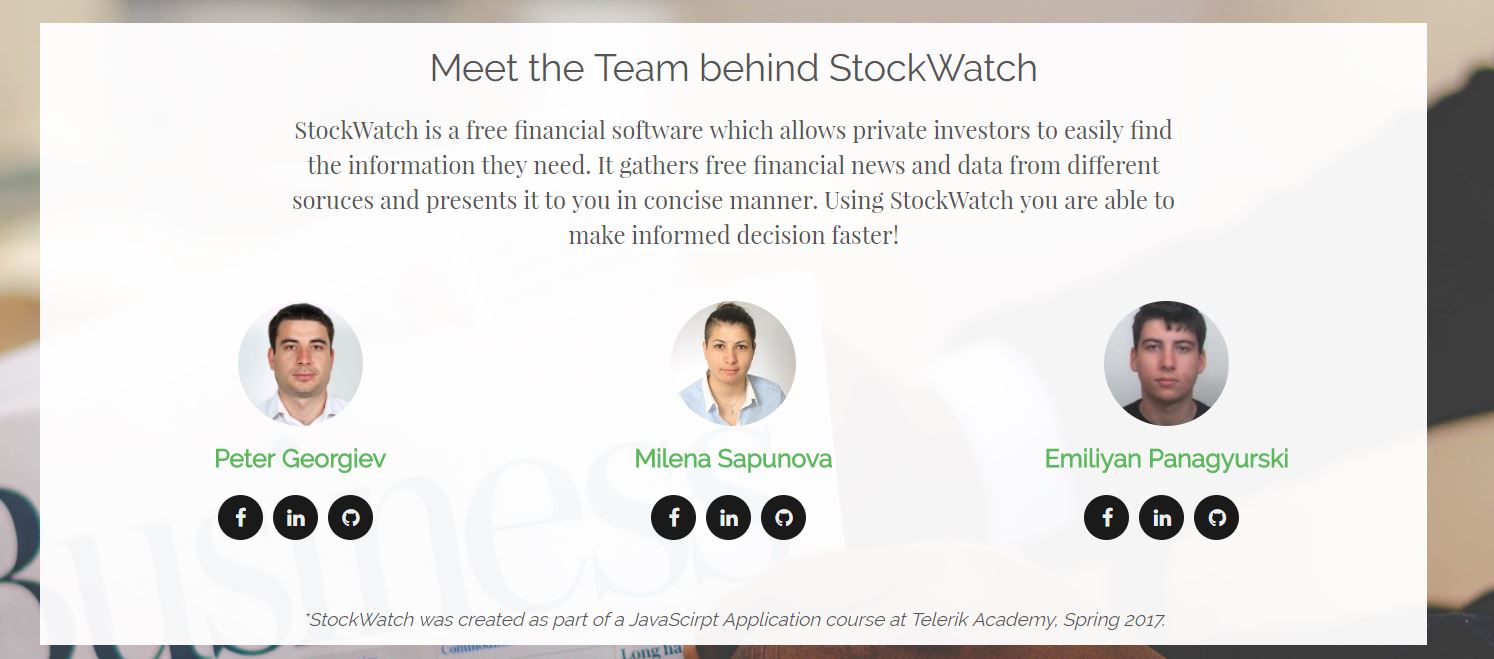 Meet the Team behind StockWatch
StockWatch is a free financial software which allows private investors to easily find
the information they need. It gathers free financial news and data from different
soruces and presents it to you in concise manner. Using StockWatch you are able to
make informed decision faster!
Peter Georgiev
Milena Sapunova
Emiliyan Panagyurski
f in
f in
f in
Business
*StockWatch was created as part of a JavaScirpt Application course at Telerik Academy, Spring 2017.
Long ha